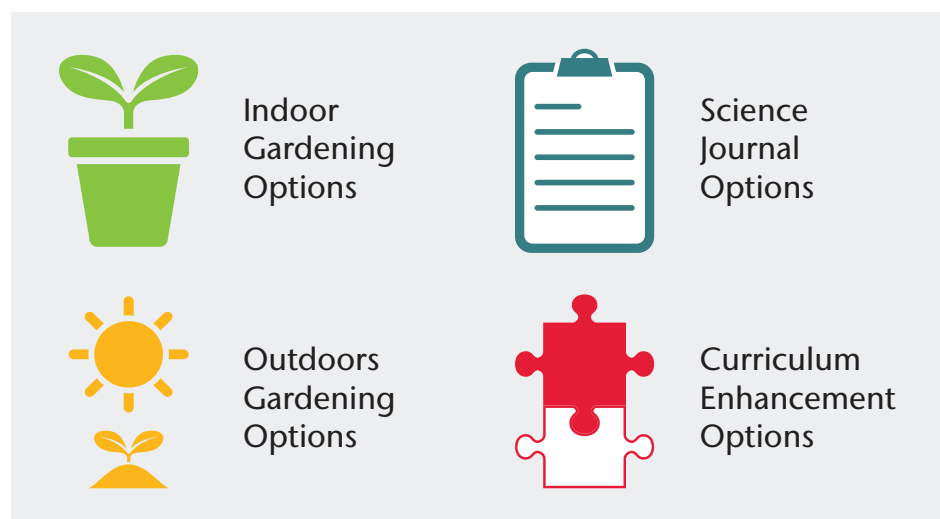 Indoor
Gardening
Options
Science
Journal
Options
Outdoors
Gardening
Options
Curriculum
Enhancement
Options